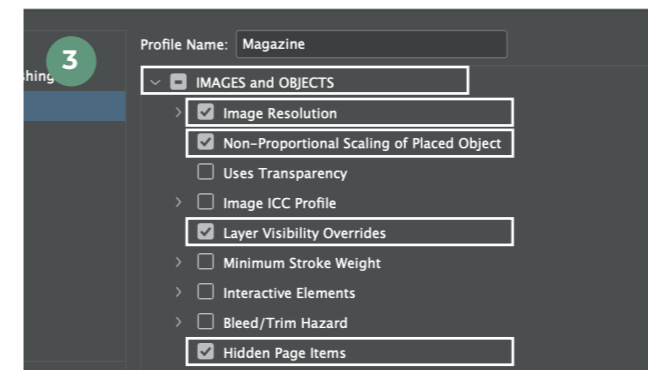 3
Profile Name: Magazine
shing
IMAGES and OBJECTS
Image Resolution
Non-Proportional Scaling of Placed Object
Uses Transparency
Image ICC Profile
Layer Visibility Overrides
Minimum Stroke Weight
Interactive Elements
Bleed/Trim Hazard
Hidden Page Items